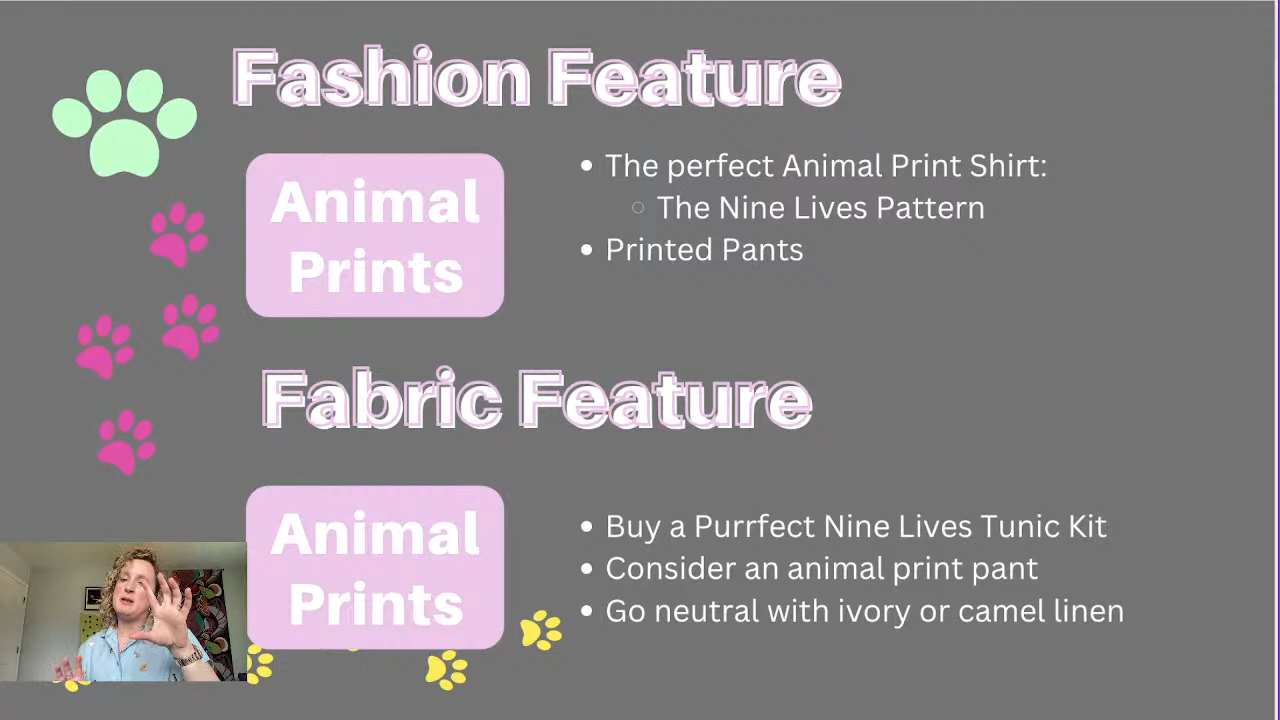 Fashion Feature
Animal
Prints
The perfect Animal Print Shirt:
The Nine Lives Pattern
Printed Pants
Fabric Feature
Animal
Prints
Buy a Purrfect Nine Lives Tunic Kit
Consider an animal print pant
Go neutral with ivory or camel linen